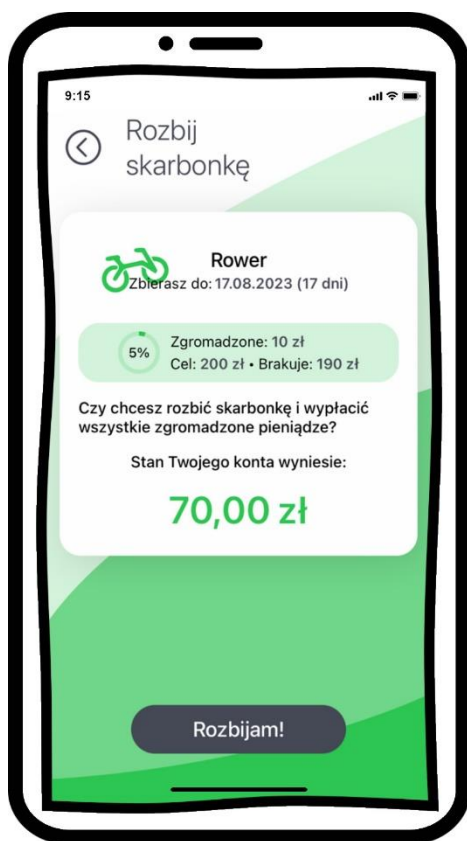 9:15
Rozbij
skarbonkę
Rower
Zbierasz do: 17.08.2023 (17 dni)
5%
Zgromadzone: 10 zł
Cel: 200 zł • Brakuje: 190 zł
Czy chcesz rozbić skarbonkę i wypłacić
wszystkie zgromadzone pieniądze?
Stan Twojego konta wyniesie:
70,00 zł
Rozbijam!